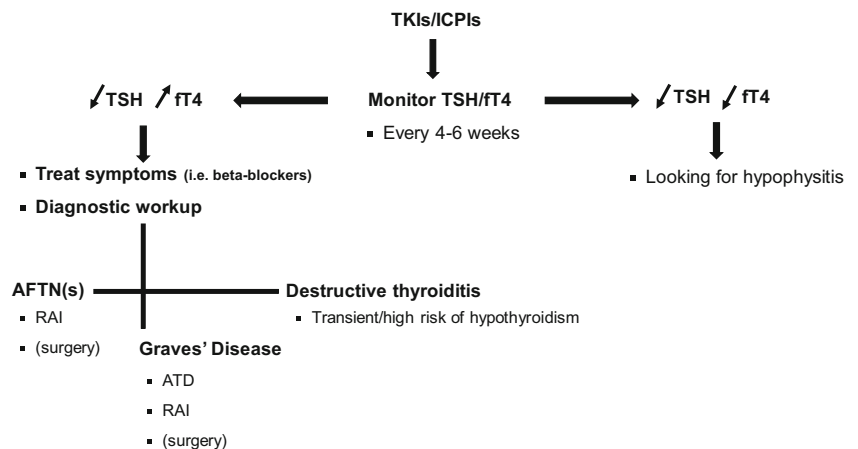 TKIs/ICPIs
TSH fT4
Monitor TSH/fT4
TSH fT4
▪ Every 4-6 weeks
▪ Treat symptoms (i.e. beta-blockers)
▪ Diagnostic workup
▪ Looking for hypophysitis
AFTN(s)
▪ RAI
▪ (surgery)
Destructive thyroiditis
▪ Transient/high risk of hypothyroidism
Graves' Disease
▪ ATD
▪ RAI
▪ (surgery)